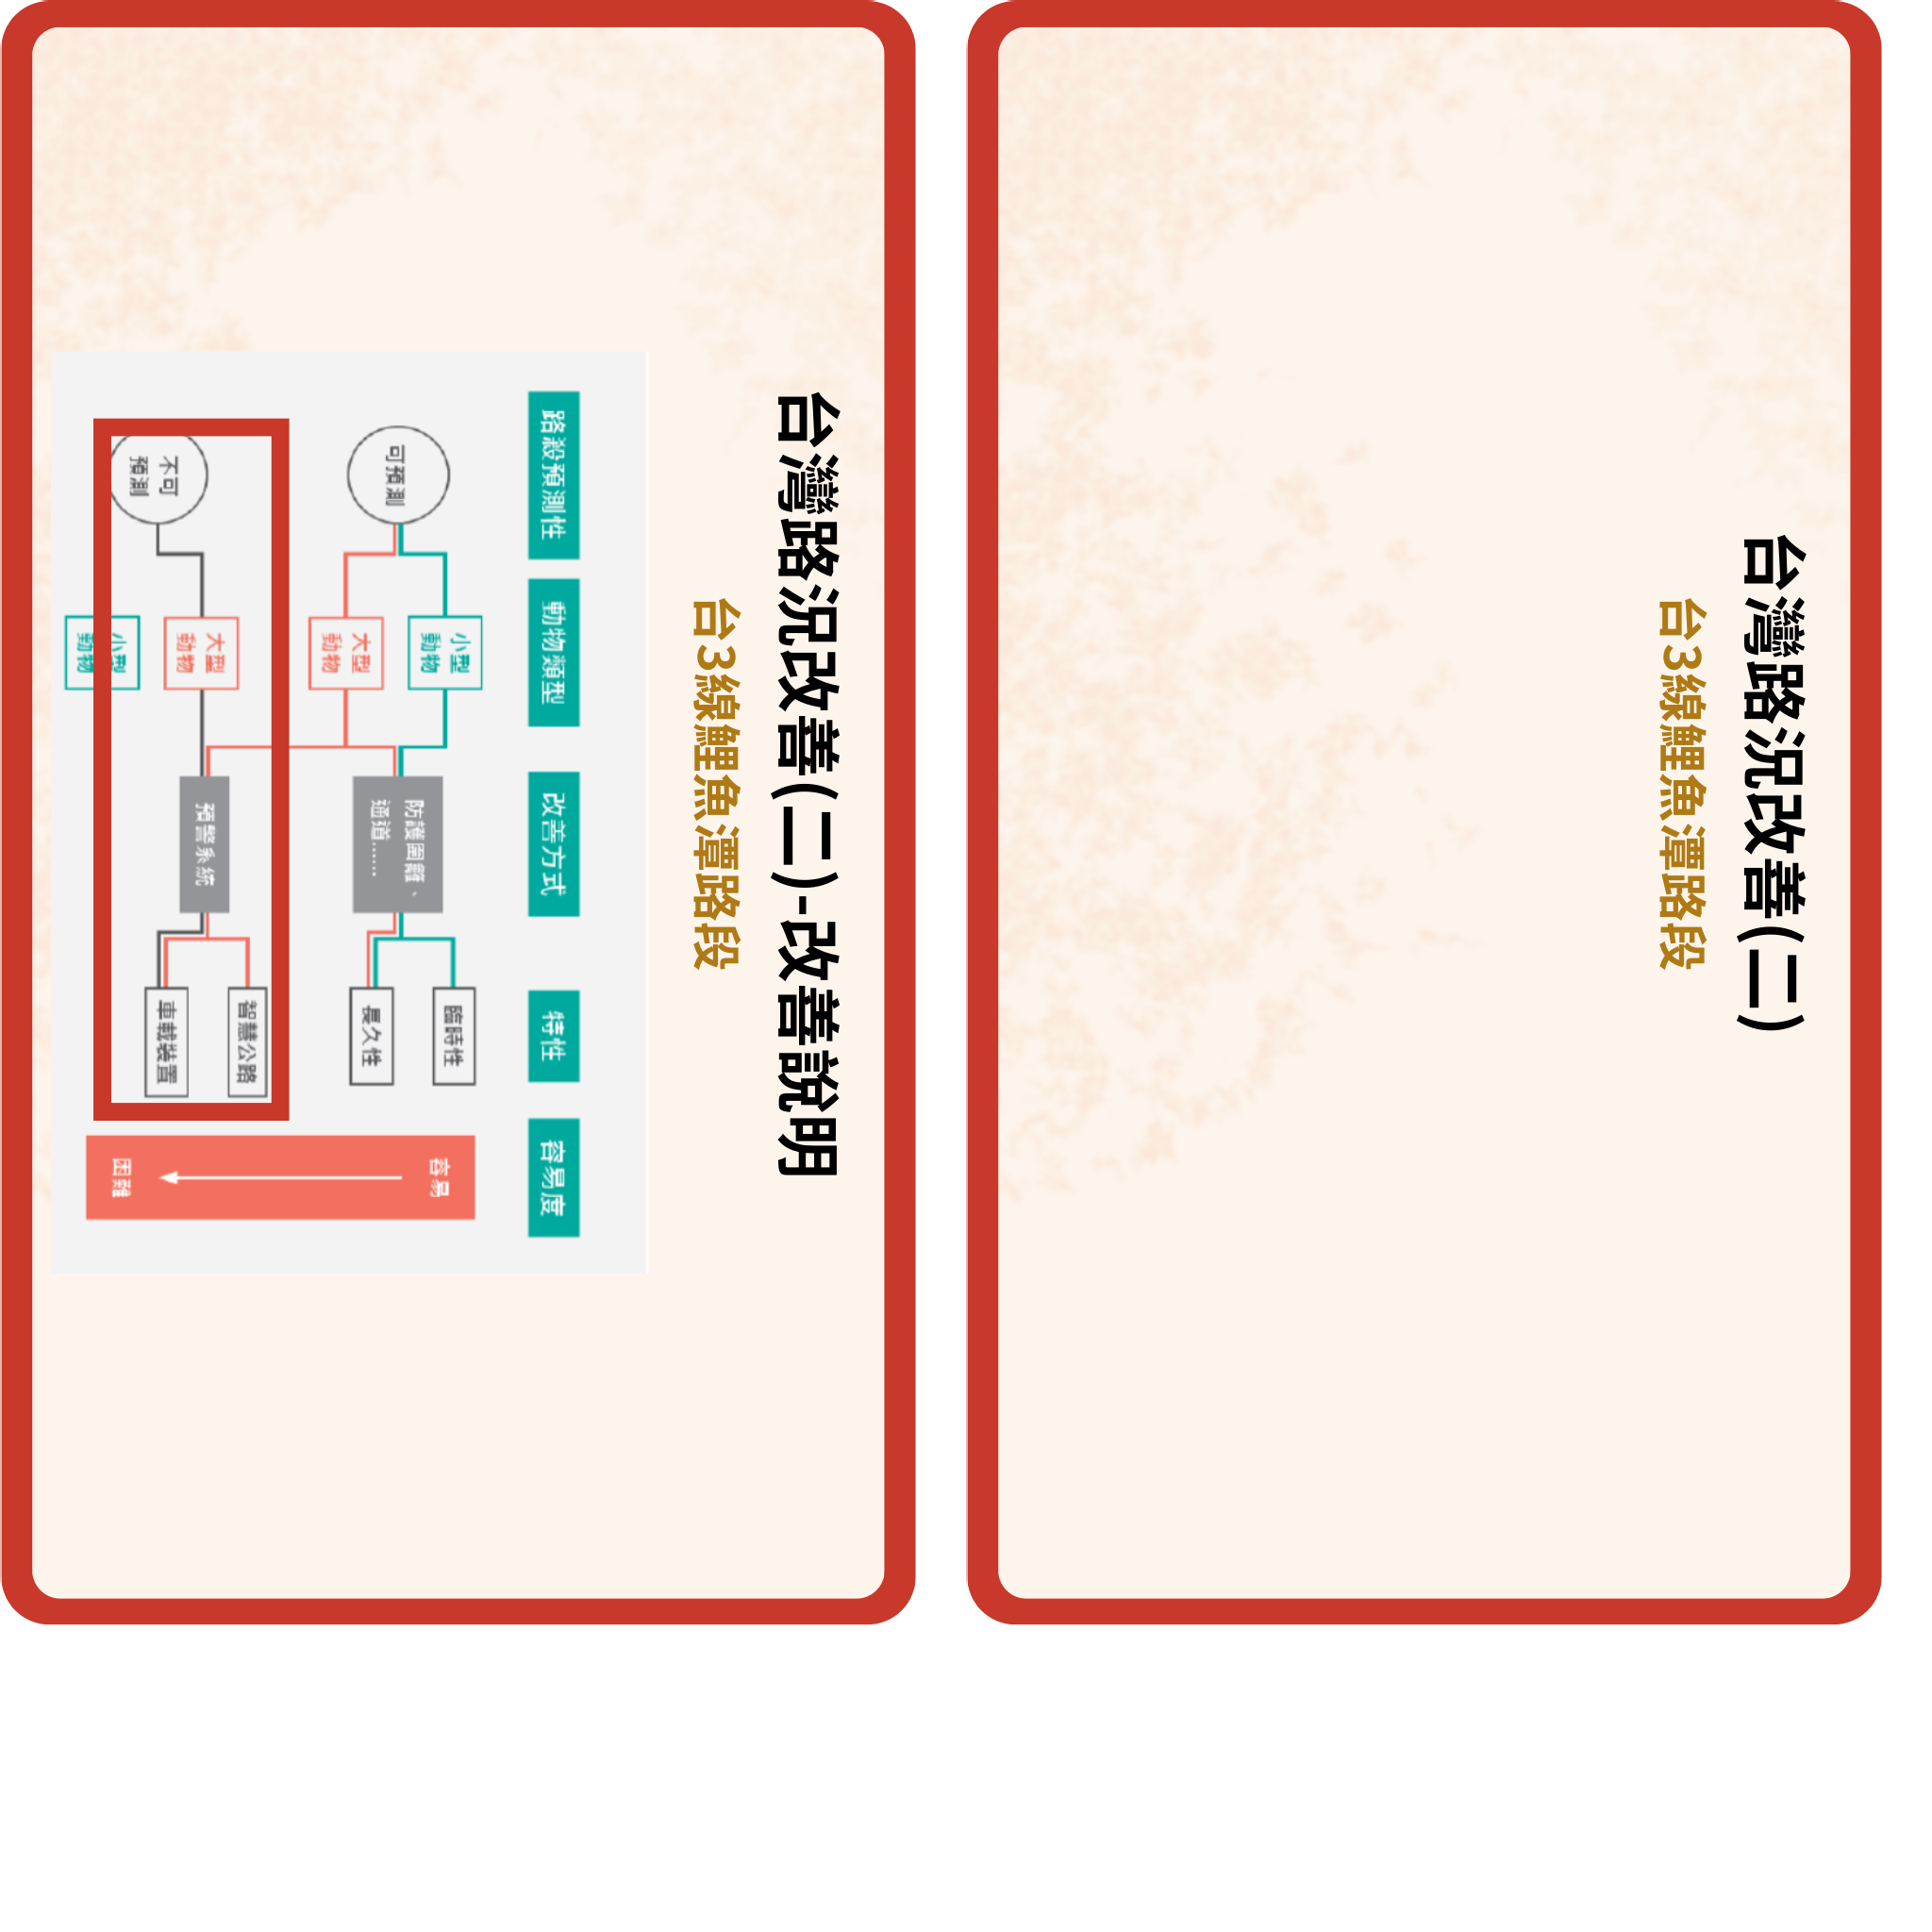 台灣路況改善(二)
台3線鯉魚潭路段
台灣路況改善(二)-改善說明
台3線鯉魚潭路段
路殺預測性
動物類型
改善方式
特性
容易度
可預測
小型
動物
大型
動物
防護圍籬、
通道......
臨時性
長久性
容易
不可
預測
大型
動物
小型
動物
預警系統
智慧公路
車載裝置
困難